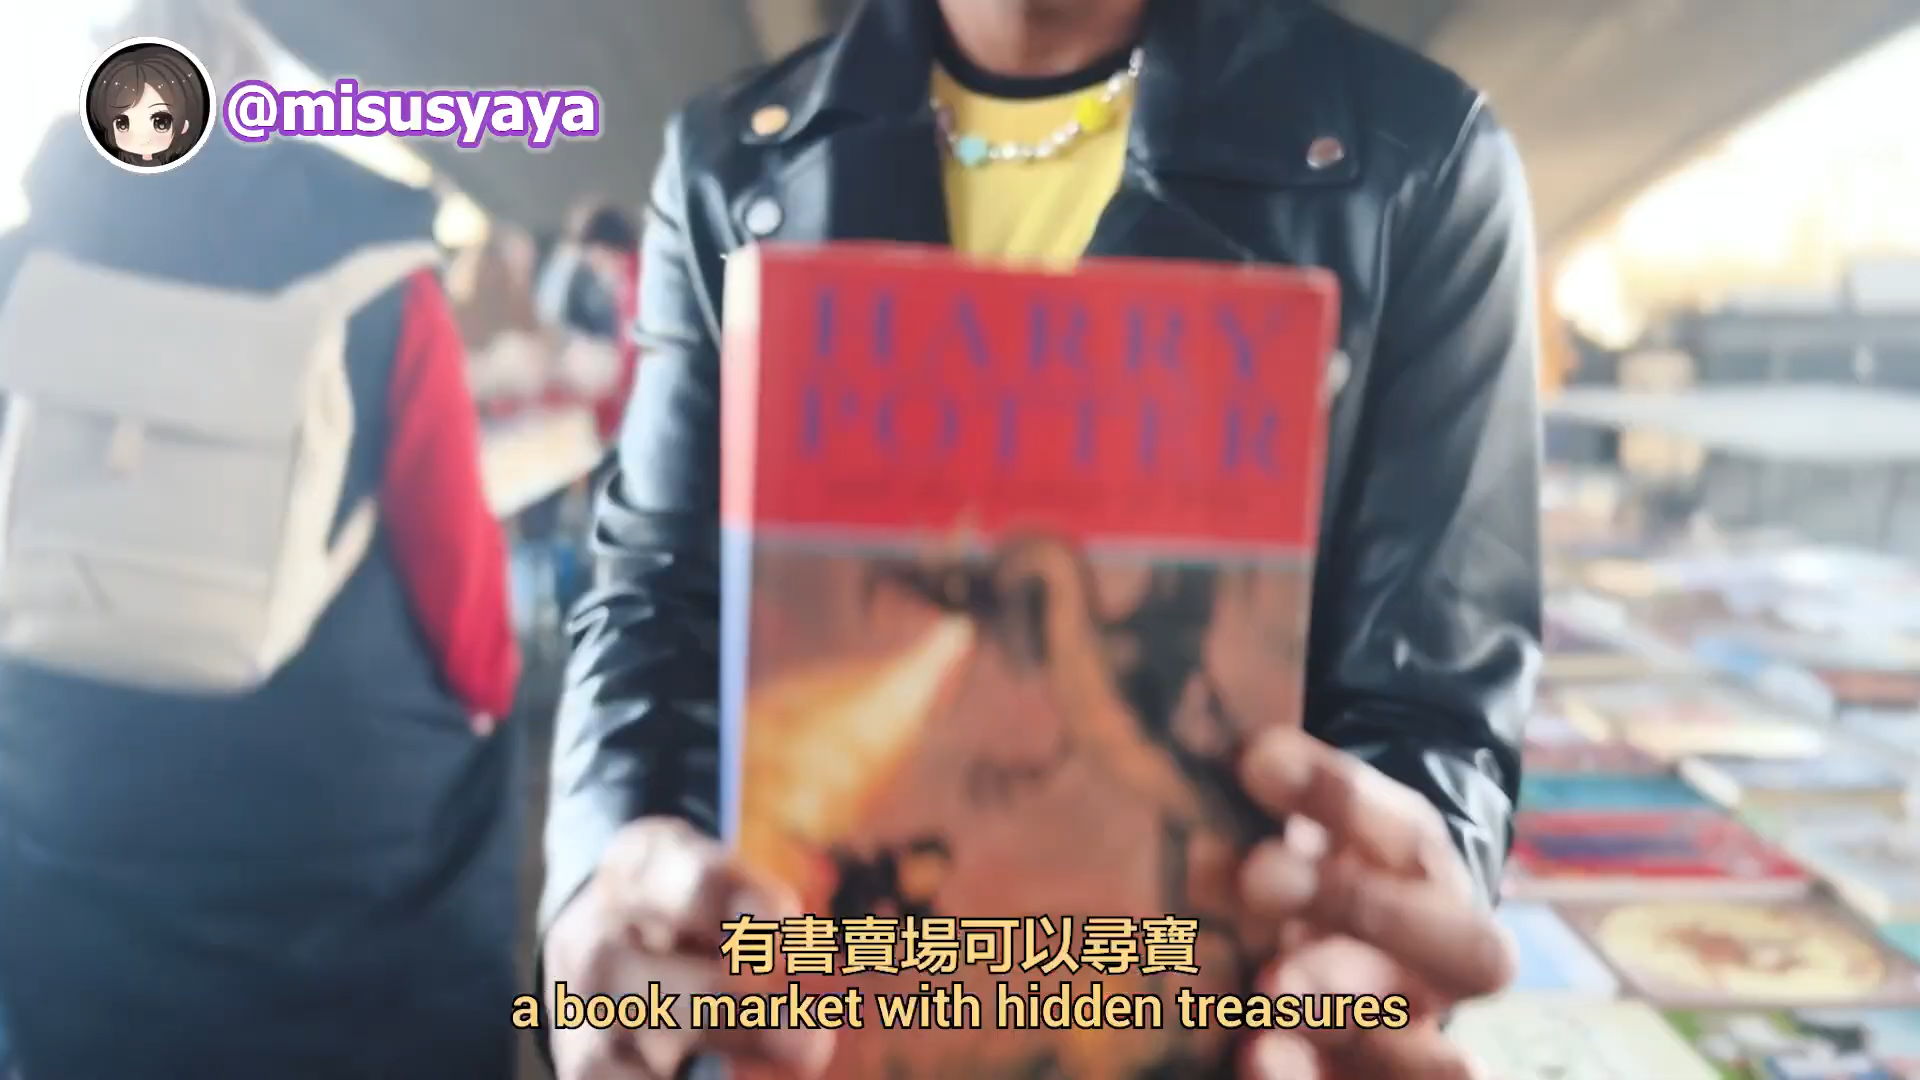 @misusyaya
HARRY
POTTER
有書賣場可以尋寶
a book market with hidden treasures